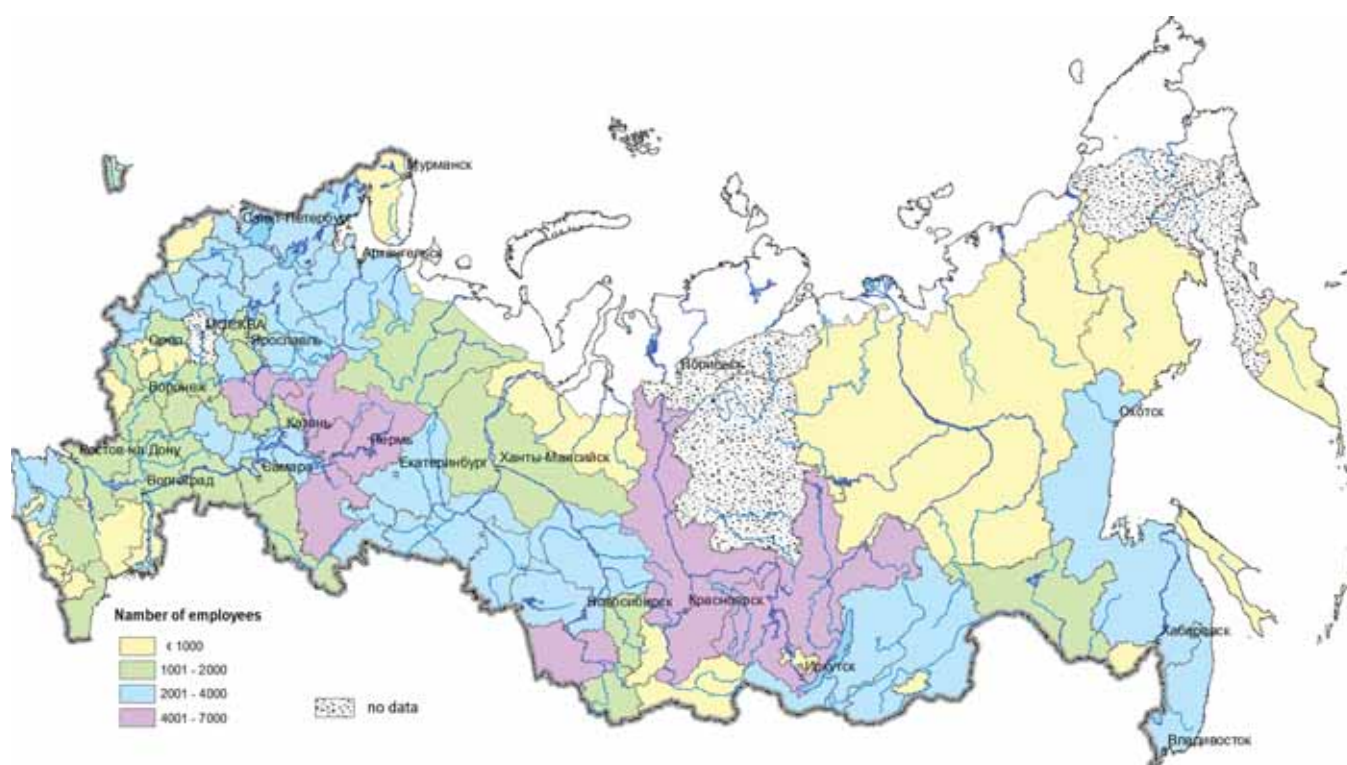 Мурманск
Санкт-Петербург
Архангельск
МОСКВА
Орел
Ярославль
Норильск
Воронеж
Охотск
Казань
Ростов-на Дону
Пермь
Самара
Екатеринбург
Ханты-Мансийск
Волгоград
Новосибирск
Красноярск
Хабаровск
Иркутск
Владивосток
Namber of employees
< 1000
1001 - 2000
2001 - 4000
4001 - 7000
no data